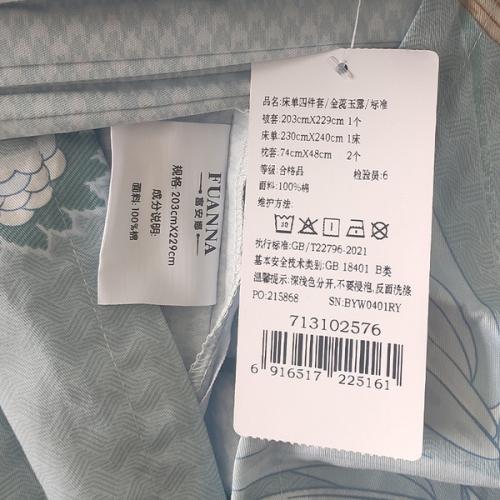 品名:床单四件套/金蕊玉露/标准
被套:203cmX229cm 1个
床单:230cmX240cm 1床
枕套:74cmX48cm 2个
等级:合格品 检验员:6
面料:100%棉
维护方法:
执行标准:GB/T22796-2021
基本安全技术类别:GB 18401 B类
温馨提示:深浅色分开,不要浸泡,反面洗涤
PO:215868 SN:BYW0401RY
713102576
6 916517 225161
FUANNA
富安娜
规格:203cmX229cm
成分说明:
面料:100%棉